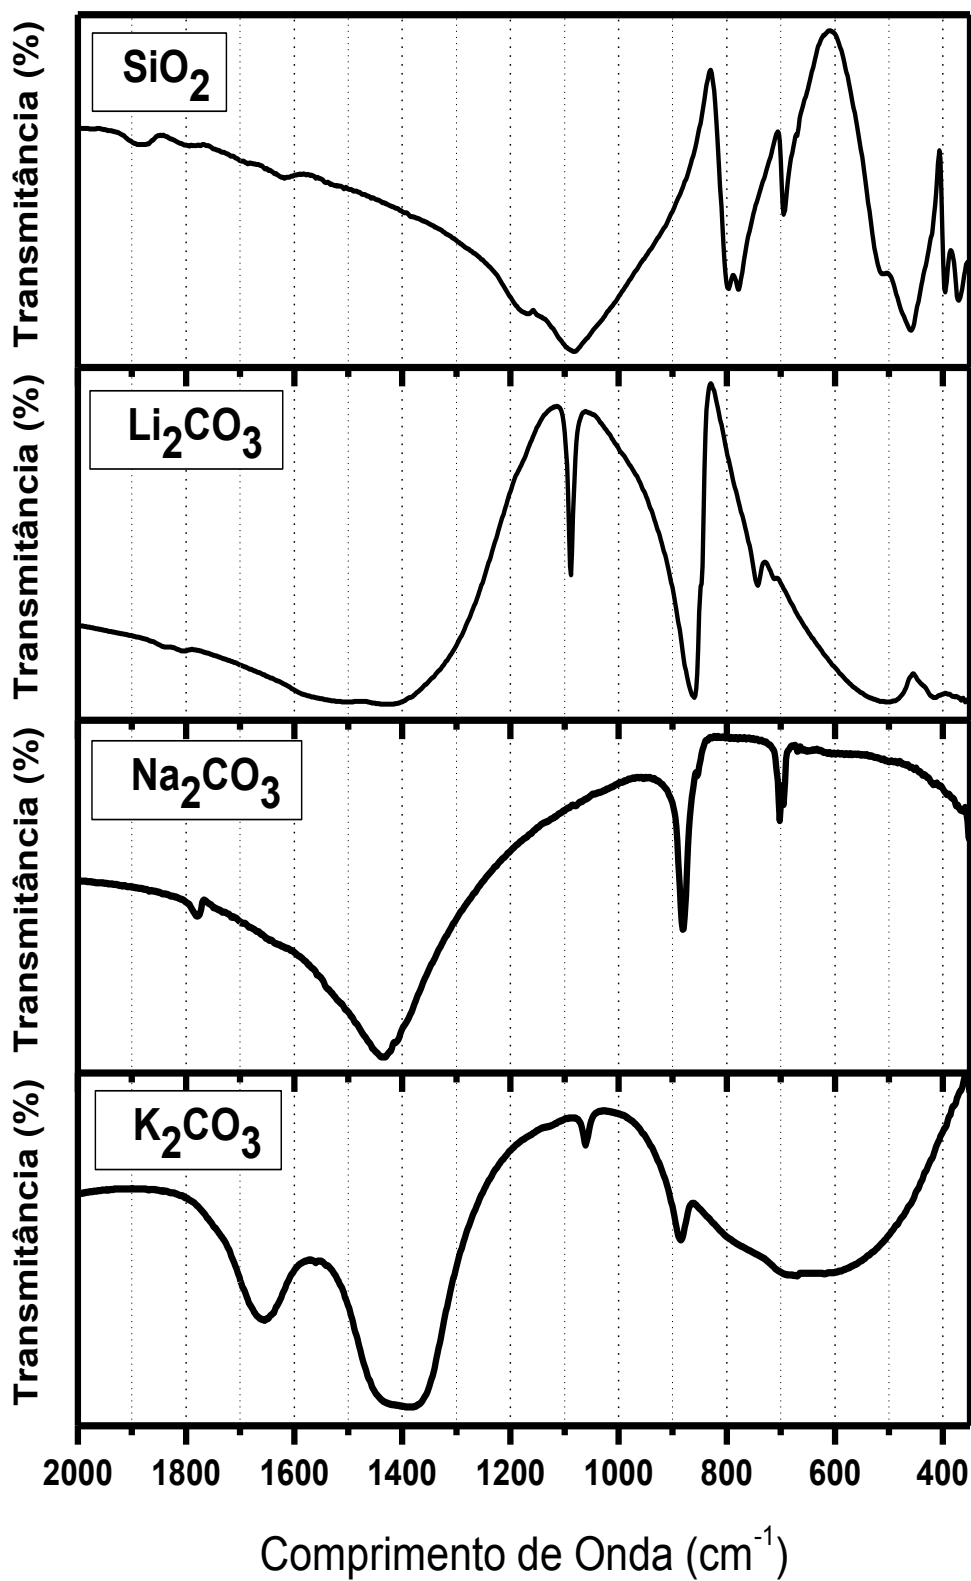 Transmitância (%)
SiO2
Transmitância (%)
Li2CO3
Transmitância (%)
Na2CO3
Transmitância (%)
K2CO3
2000 1800 1600 1400 1200 1000 800 600 400
Comprimento de Onda (cm-1)